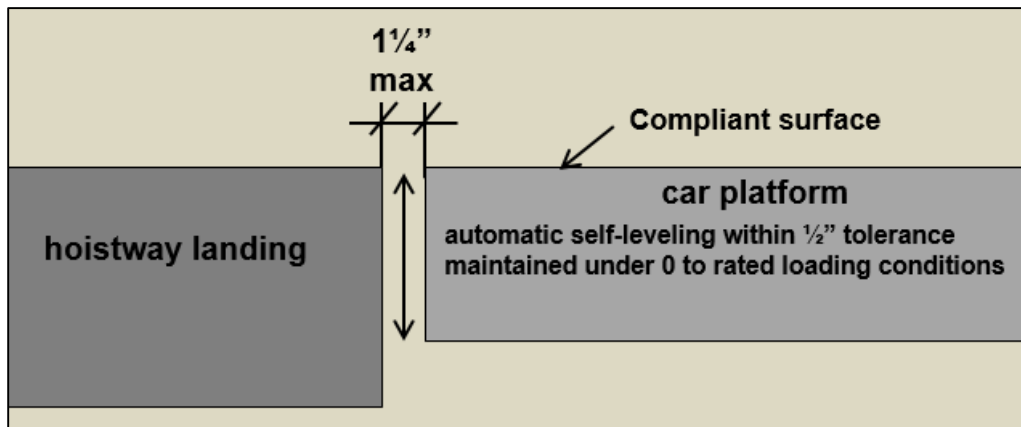 1¼”
max
Compliant surface
car platform
hoistway landing
automatic self-leveling within ½” tolerance
maintained under 0 to rated loading conditions